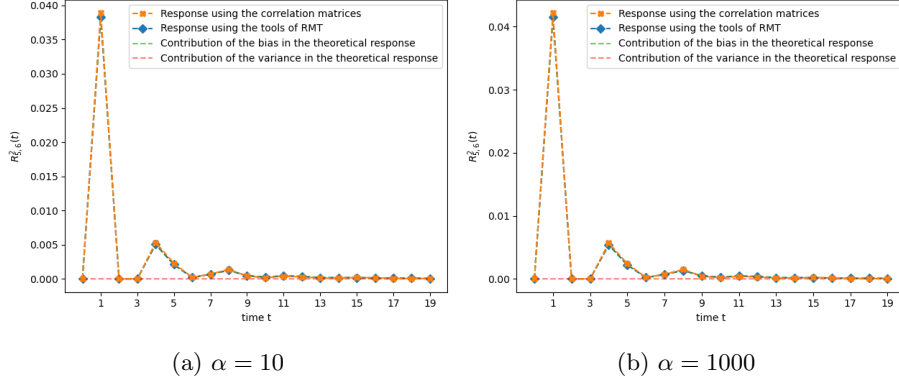 Response using the correlation matrices
Response using the tools of RMT
Contribution of the bias in the theoretical response
Contribution of the variance in the theoretical response
0.040
0.035
0.030
0.025
0.020
0.015
0.010
0.005
0.000
R²₅,₆(t)
1 3 5 7 9 11 13 15 17 19
time t
(a) α = 10
Response using the correlation matrices
Response using the tools of RMT
Contribution of the bias in the theoretical response
Contribution of the variance in the theoretical response
0.04
0.03
0.02
0.01
0.00
R²₅,₆(t)
1 3 5 7 9 11 13 15 17 19
time t
(b) α = 1000